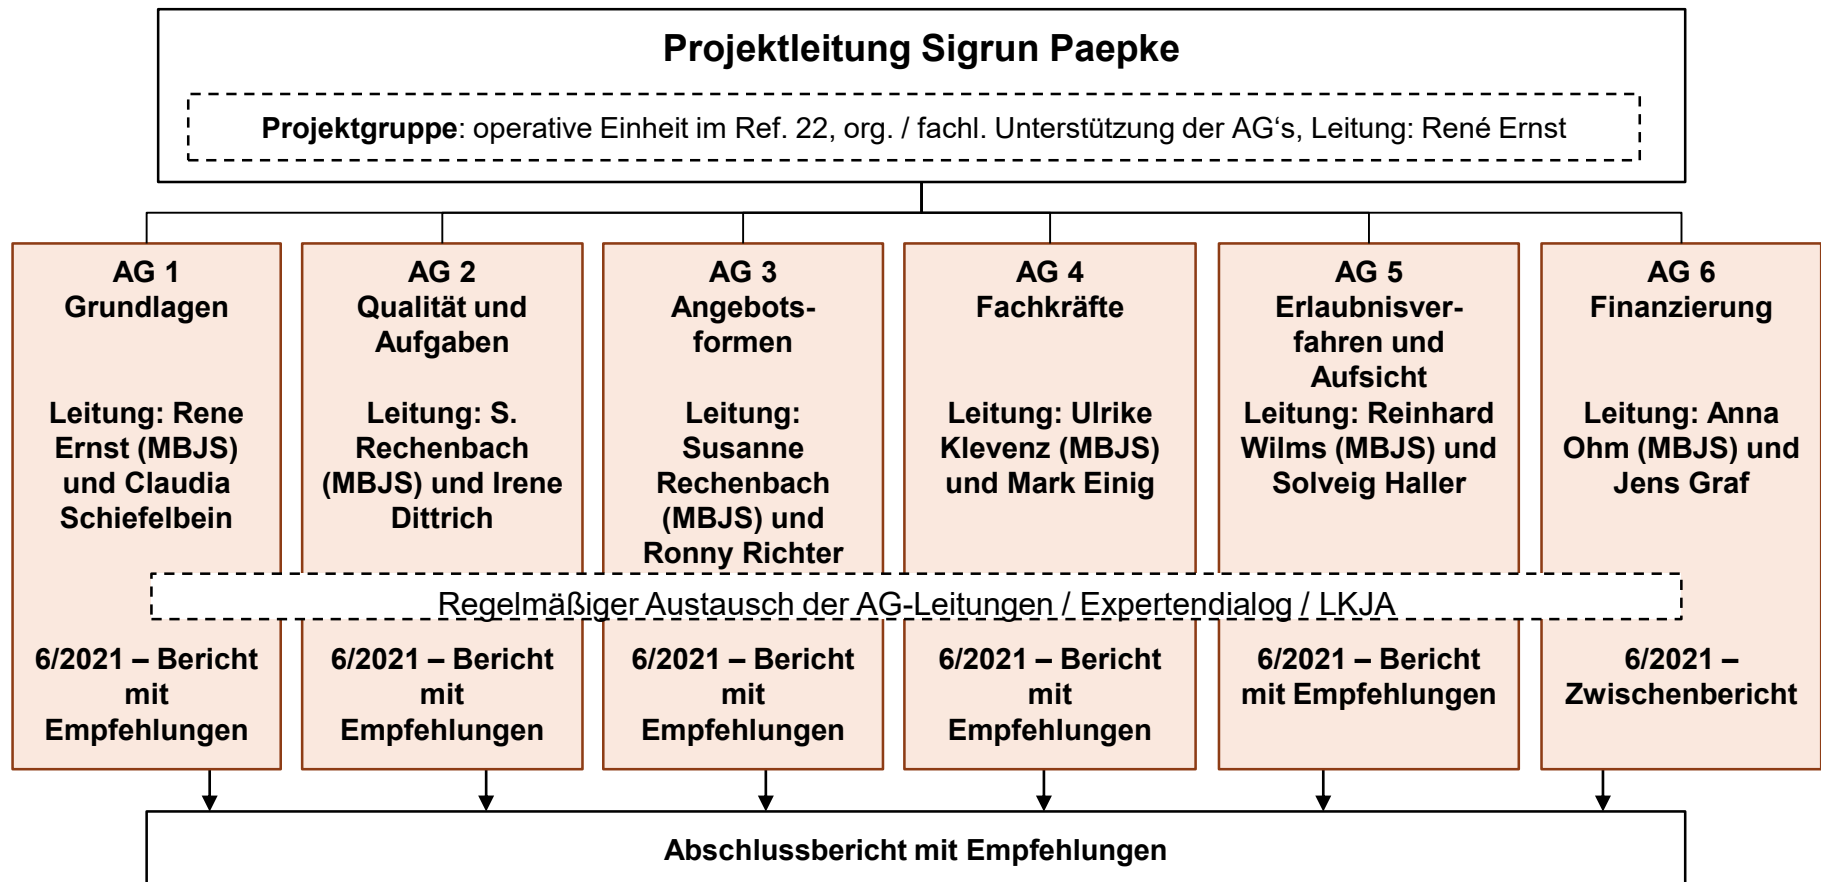 Projektleitung Sigrun Paepke
Projektgruppe: operative Einheit im Ref. 22, org. / fachl. Unterstützung der AG‘s, Leitung: René Ernst
AG 1
Grundlagen
Leitung: Rene
Ernst (MBJS)
und Claudia
Schiefelbein
6/2021 – Bericht
mit
Empfehlungen
AG 2
Qualität und
Aufgaben
Leitung: S.
Rechenbach
(MBJS) und Irene
Dittrich
6/2021 – Bericht
mit
Empfehlungen
AG 3
Angebots-
formen
Leitung:
Susanne
Rechenbach
(MBJS) und
Ronny Richter
6/2021 – Bericht
mit
Empfehlungen
AG 4
Fachkräfte
Leitung: Ulrike
Klevenz (MBJS)
und Mark Einig
6/2021 – Bericht
mit
Empfehlungen
AG 5
Erlaubnisver-
fahren und
Aufsicht
Leitung: Reinhard
Wilms (MBJS) und
Solveig Haller
6/2021 – Bericht
mit Empfehlungen
AG 6
Finanzierung
Leitung: Anna
Ohm (MBJS) und
Jens Graf
6/2021 –
Zwischenbericht
Regelmäßiger Austausch der AG-Leitungen / Expertendialog / LKJA
Abschlussbericht mit Empfehlungen